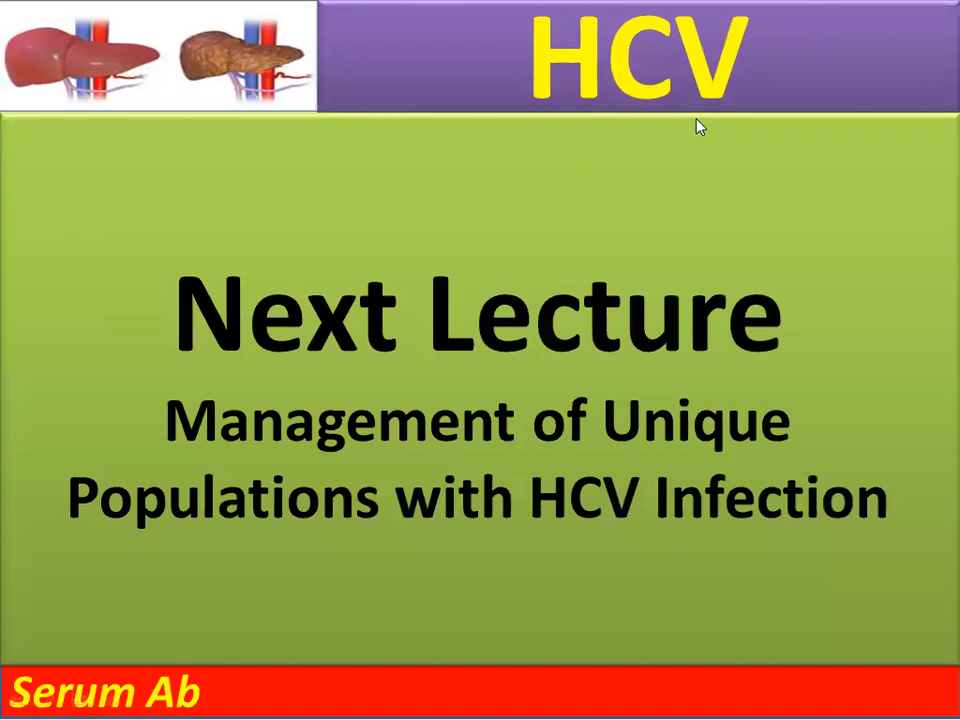 HCV
Next Lecture
Management of Unique
Populations with HCV Infection
Serum Ab